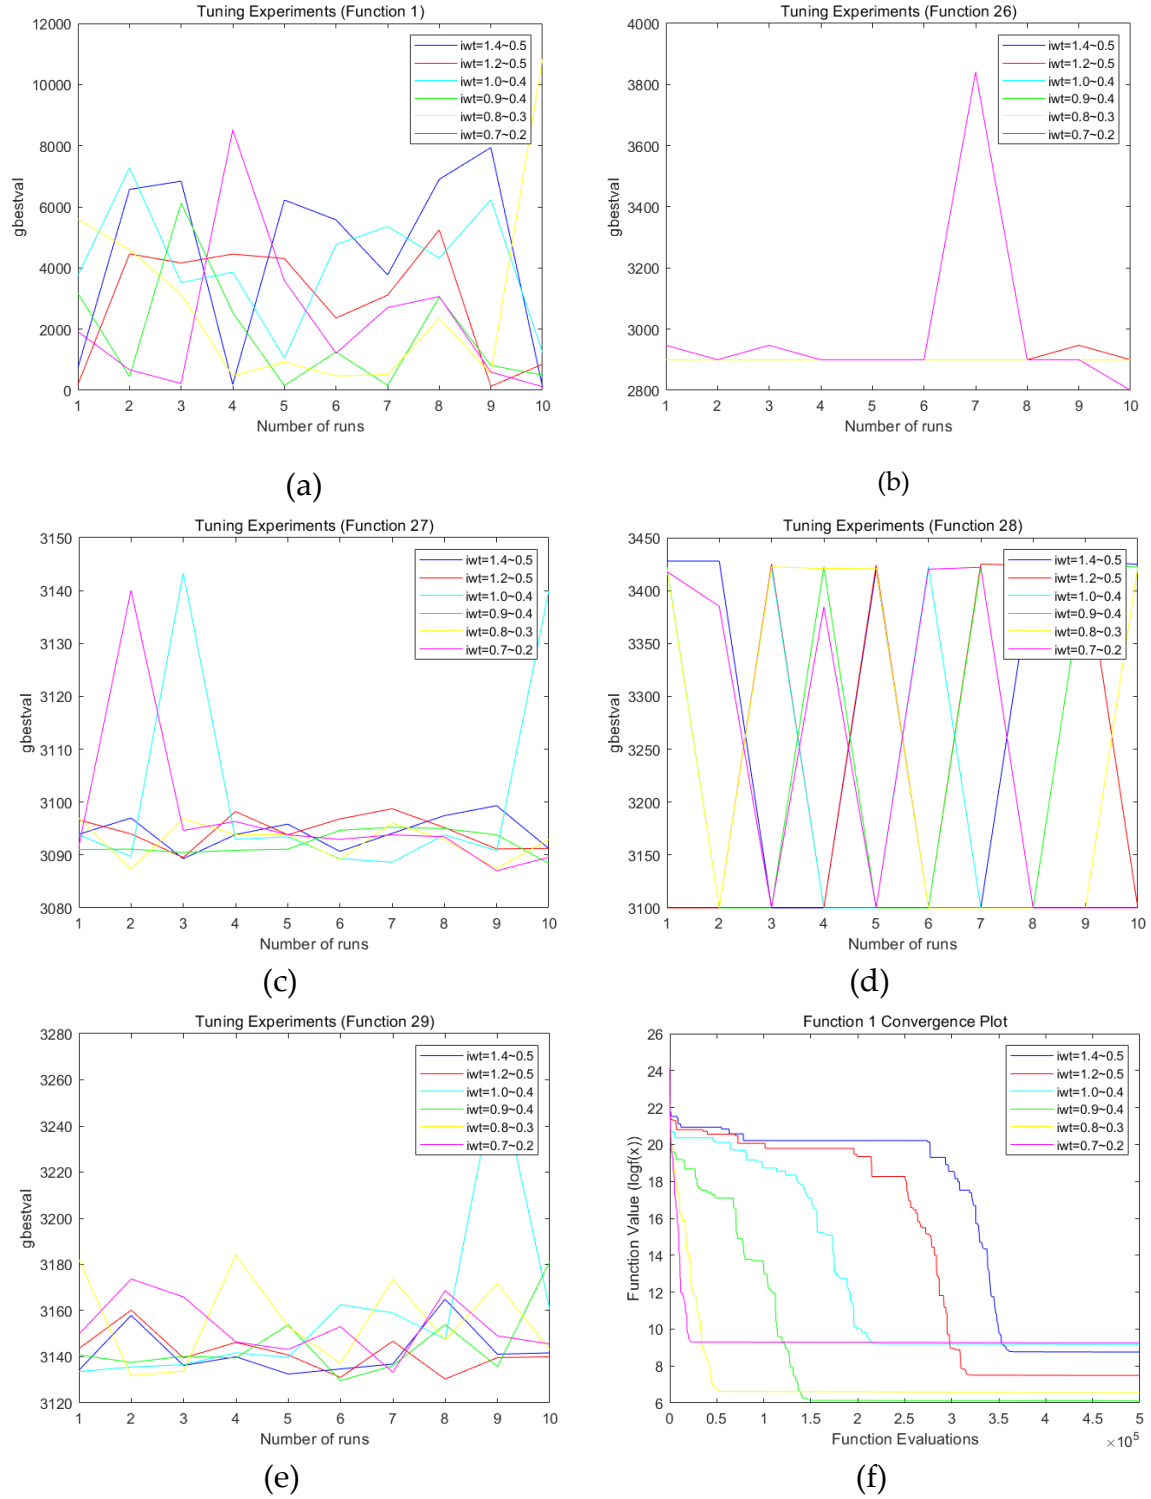 Tuning Experiments (Function 1)
12000
10000
8000
6000
4000
2000
0
gbestval
iwt=1.4~0.5
iwt=1.2~0.5
iwt=1.0~0.4
iwt=0.9~0.4
iwt=0.8~0.3
iwt=0.7~0.2
1 2 3 4 5 6 7 8 9 10
Number of runs
(a)
Tuning Experiments (Function 26)
4000
3800
3600
3400
3200
3000
2800
gbestval
iwt=1.4~0.5
iwt=1.2~0.5
iwt=1.0~0.4
iwt=0.9~0.4
iwt=0.8~0.3
iwt=0.7~0.2
1 2 3 4 5 6 7 8 9 10
Number of runs
(b)
Tuning Experiments (Function 27)
3150
3140
3130
3120
3110
3100
3090
3080
gbestval
iwt=1.4~0.5
iwt=1.2~0.5
iwt=1.0~0.4
iwt=0.9~0.4
iwt=0.8~0.3
iwt=0.7~0.2
1 2 3 4 5 6 7 8 9 10
Number of runs
(c)
Tuning Experiments (Function 28)
3450
3400
3350
3300
3250
3200
3150
3100
gbestval
iwt=1.4~0.5
iwt=1.2~0.5
iwt=1.0~0.4
iwt=0.9~0.4
iwt=0.8~0.3
iwt=0.7~0.2
1 2 3 4 5 6 7 8 9 10
Number of runs
(d)
Tuning Experiments (Function 29)
3280
3260
3240
3220
3200
3180
3160
3140
3120
gbestval
iwt=1.4~0.5
iwt=1.2~0.5
iwt=1.0~0.4
iwt=0.9~0.4
iwt=0.8~0.3
iwt=0.7~0.2
1 2 3 4 5 6 7 8 9 10
Number of runs
(e)
Function 1 Convergence Plot
26
24
22
20
18
16
14
12
10
8
6
Function Value (logf(x))
iwt=1.4~0.5
iwt=1.2~0.5
iwt=1.0~0.4
iwt=0.9~0.4
iwt=0.8~0.3
iwt=0.7~0.2
0 0.5 1 1.5 2 2.5 3 3.5 4 4.5 5
Function Evaluations
×10⁵
(f)